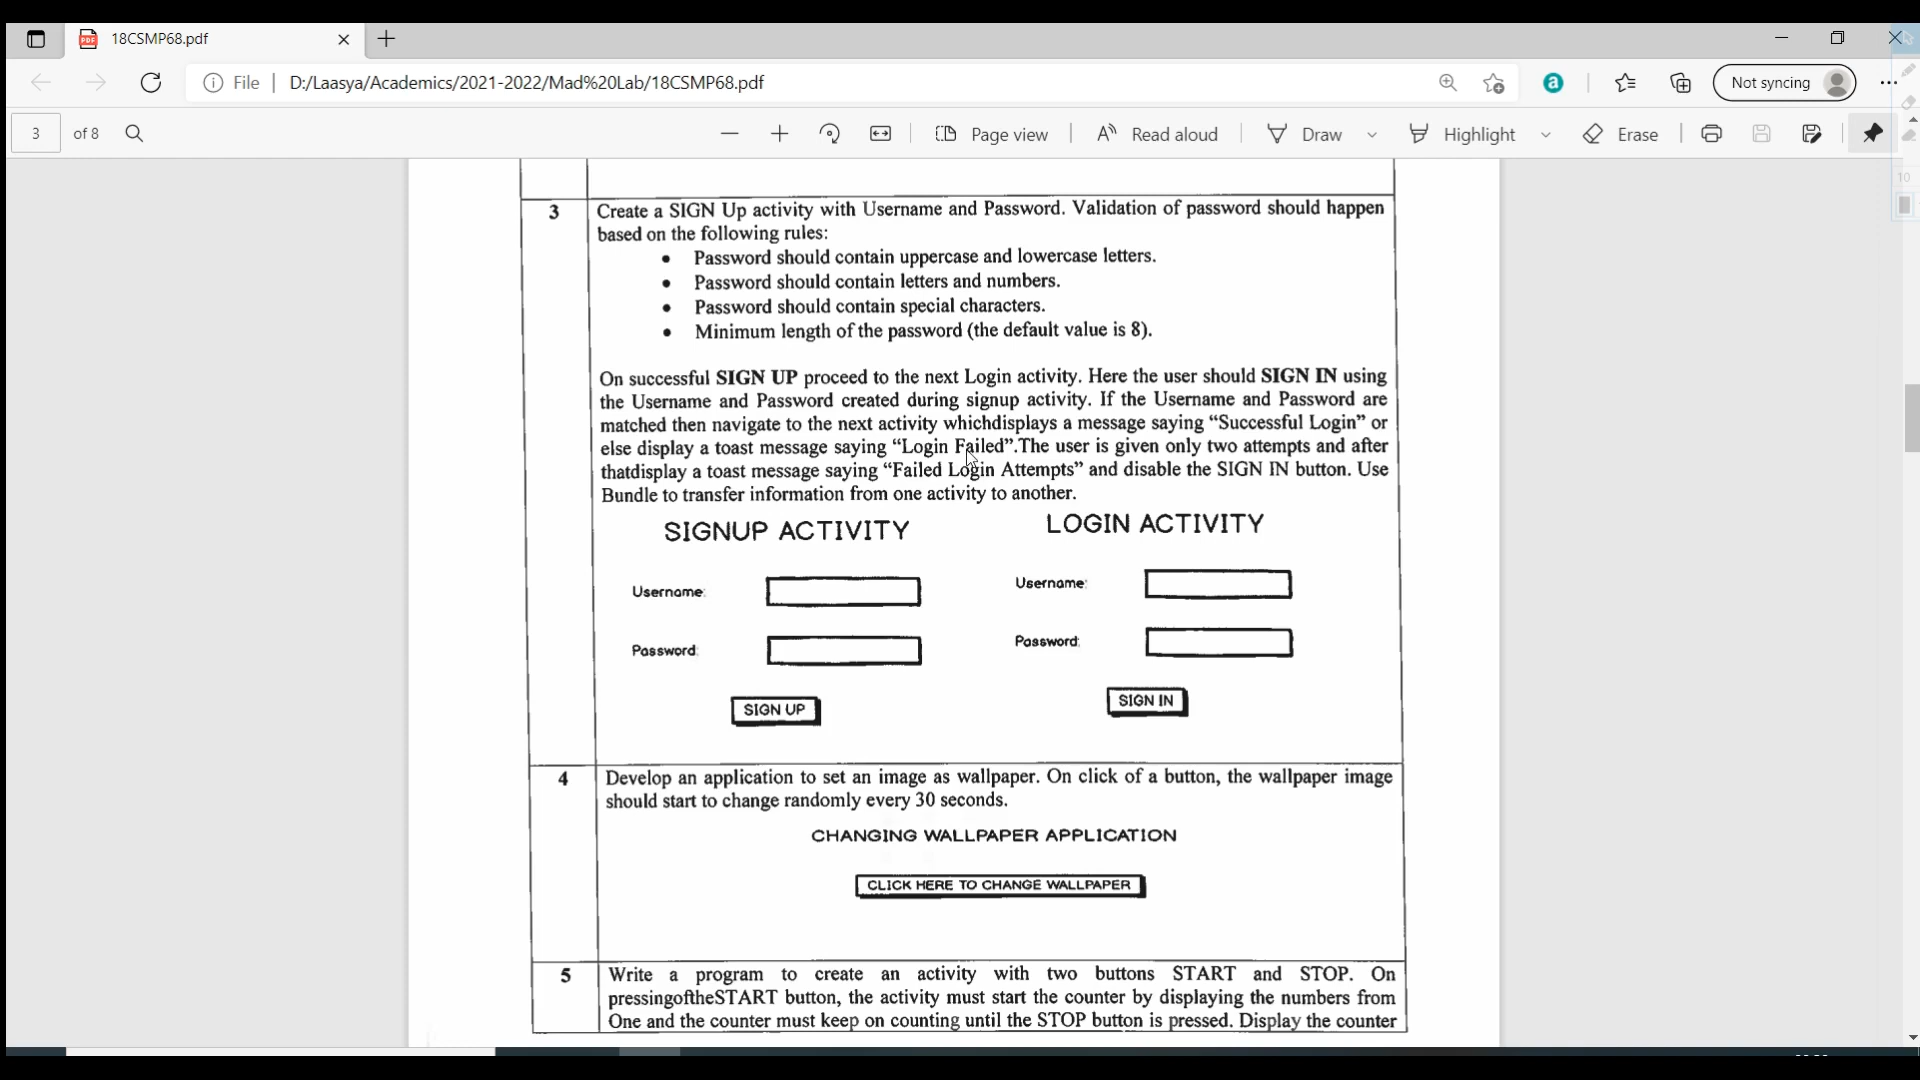 18CSMP68.pdf
File
D:/Laasya/Academics/2021-2022/Mad%20Lab/18CSMP68.pdf
a
Not syncing
3 of 8
Page view
Read aloud
Draw
Highlight
Erase
10
3 Create a SIGN Up activity with Username and Password. Validation of password should happen
based on the following rules:
• Password should contain uppercase and lowercase letters.
• Password should contain letters and numbers.
• Password should contain special characters.
• Minimum length of the password (the default value is 8).
On successful SIGN UP proceed to the next Login activity. Here the user should SIGN IN using
the Username and Password created during signup activity. If the Username and Password are
matched then navigate to the next activity whichdisplays a message saying “Successful Login” or
else display a toast message saying “Login Failed”.The user is given only two attempts and after
thatdisplay a toast message saying “Failed Login Attempts” and disable the SIGN IN button. Use
Bundle to transfer information from one activity to another.
SIGNUP ACTIVITY
Username:
Password:
SIGN UP
LOGIN ACTIVITY
Username:
Password:
SIGN IN
4 Develop an application to set an image as wallpaper. On click of a button, the wallpaper image
should start to change randomly every 30 seconds.
CHANGING WALLPAPER APPLICATION
CLICK HERE TO CHANGE WALLPAPER
5 Write a program to create an activity with two buttons START and STOP. On
pressingoftheSTART button, the activity must start the counter by displaying the numbers from
One and the counter must keep on counting until the STOP button is pressed. Display the counter